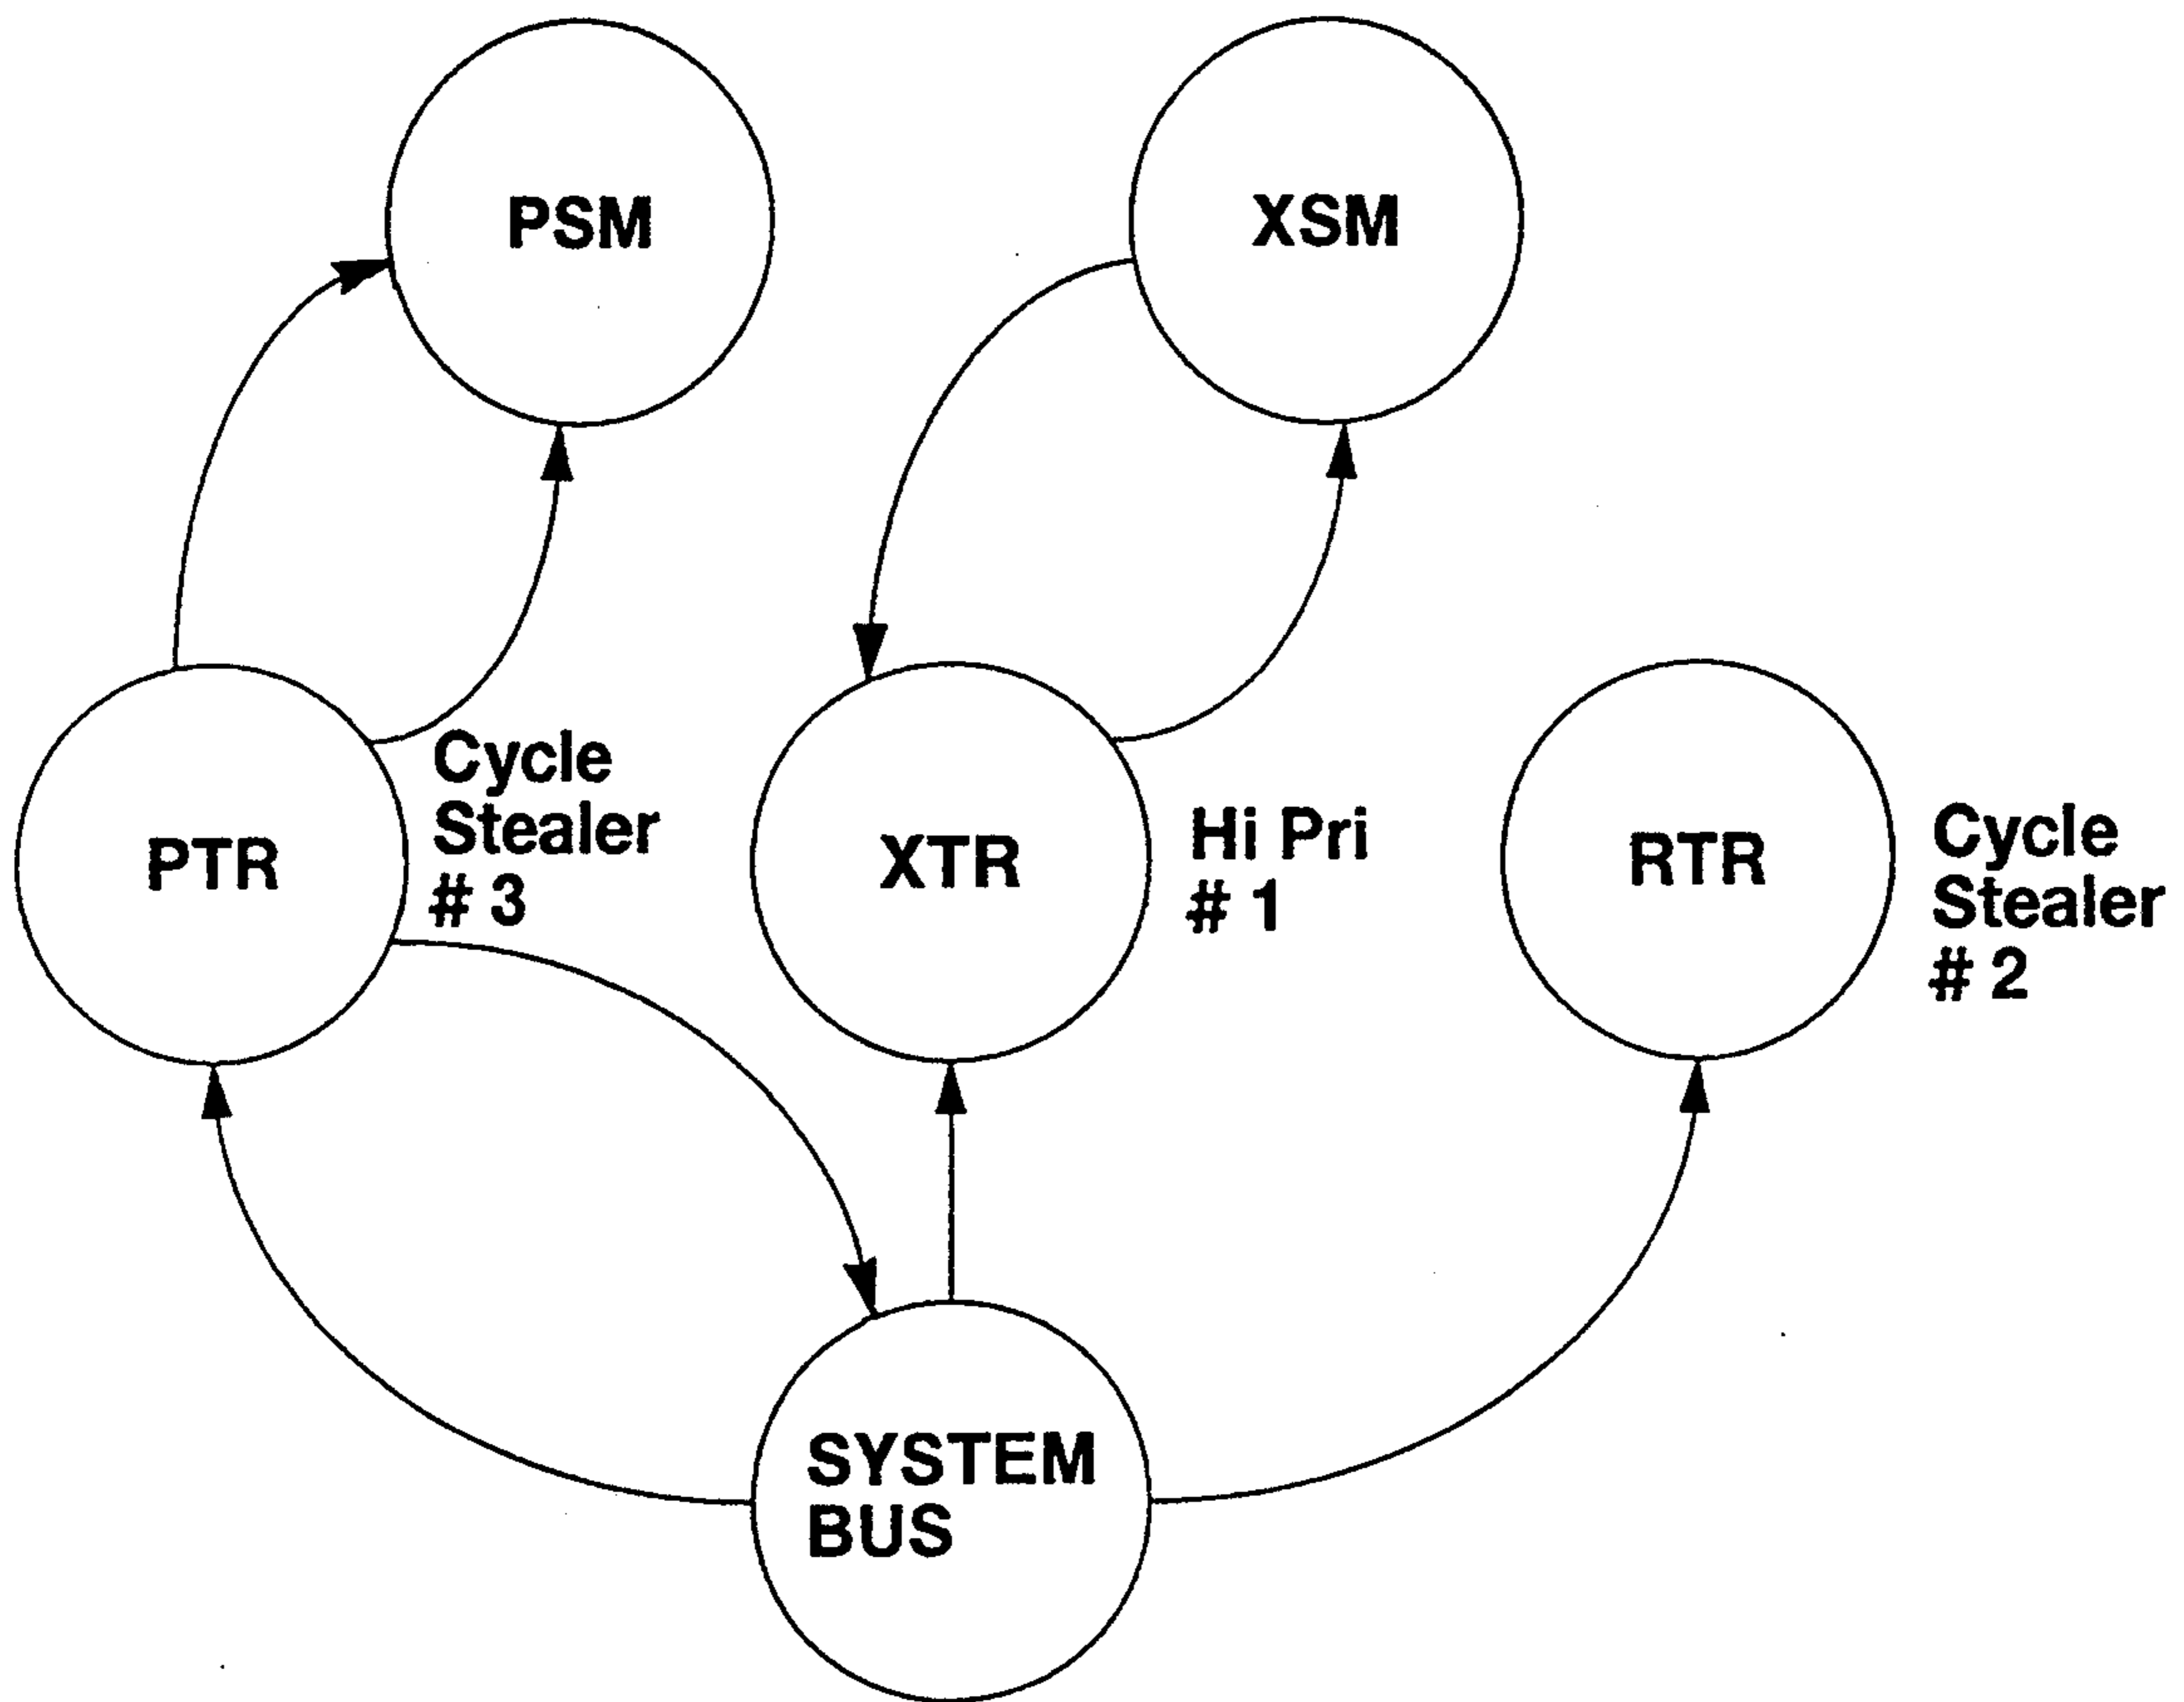 PSM
XSM
PTR
Cycle
Stealer
# 3
XTR
Hi Pri
# 1
RTR
Cycle
Stealer
# 2
SYSTEM
BUS